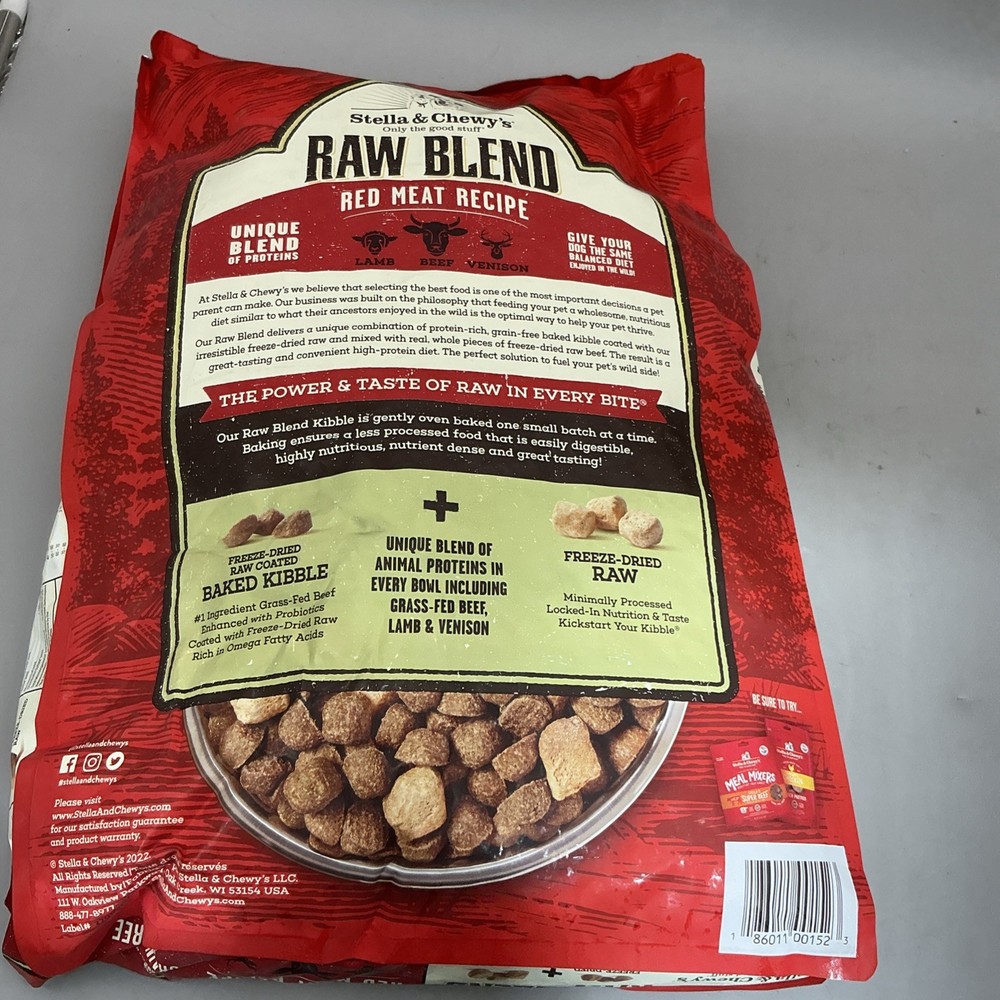 Stella & Chewy's®
Only the good stuff®
RAW BLEND
RED MEAT RECIPE
UNIQUE
BLEND
OF PROTEINS
LAMB BEEF VENISON
GIVE YOUR
DOG THE SAME
BALANCED DIET
ENJOYED IN THE WILD!
At Stella & Chewy's we believe that selecting the best food is one of the most important decisions a pet
parent can make. Our business was built on the philosophy that feeding your pet a wholesome, nutritious
diet similar to what their ancestors enjoyed in the wild is the optimal way to help your pet thrive.
Our Raw Blend delivers a unique combination of protein-rich, grain-free baked kibble coated with our
irresistible freeze-dried raw and mixed with real, whole pieces of freeze-dried raw beef. The result is a
great-tasting and convenient high-protein diet. The perfect solution to fuel your pet's wild side!
THE POWER & TASTE OF RAW IN EVERY BITE®
Our Raw Blend Kibble is gently oven baked one small batch at a time.
Baking ensures a less processed food that is easily digestible,
highly nutritious, nutrient dense and great tasting!
FREEZE-DRIED
RAW COATED
BAKED KIBBLE
#1 Ingredient Grass-Fed Beef
Enhanced with Probiotics
Coated with Freeze-Dried Raw
Rich in Omega Fatty Acids
+
UNIQUE BLEND OF
ANIMAL PROTEINS IN
EVERY BOWL INCLUDING
GRASS-FED BEEF,
LAMB & VENISON
FREEZE-DRIED
RAW
Minimally Processed
Locked-In Nutrition & Taste
Kickstart Your Kibble®
BE SURE TO TRY...
MEAL MIXERS
SUPER BEEF
@stellaandchewys
#stellaandchewys
Please visit
www.StellaAndChewys.com
for our satisfaction guarantee
and product warranty.
© Stella & Chewy's 2022
All Rights Reserved réservés
Manufactured by Stella & Chewy's LLC.
111 W. Oakview Creek, WI 53154 USA
888-477-8977
Label#
1 86011 00152 3